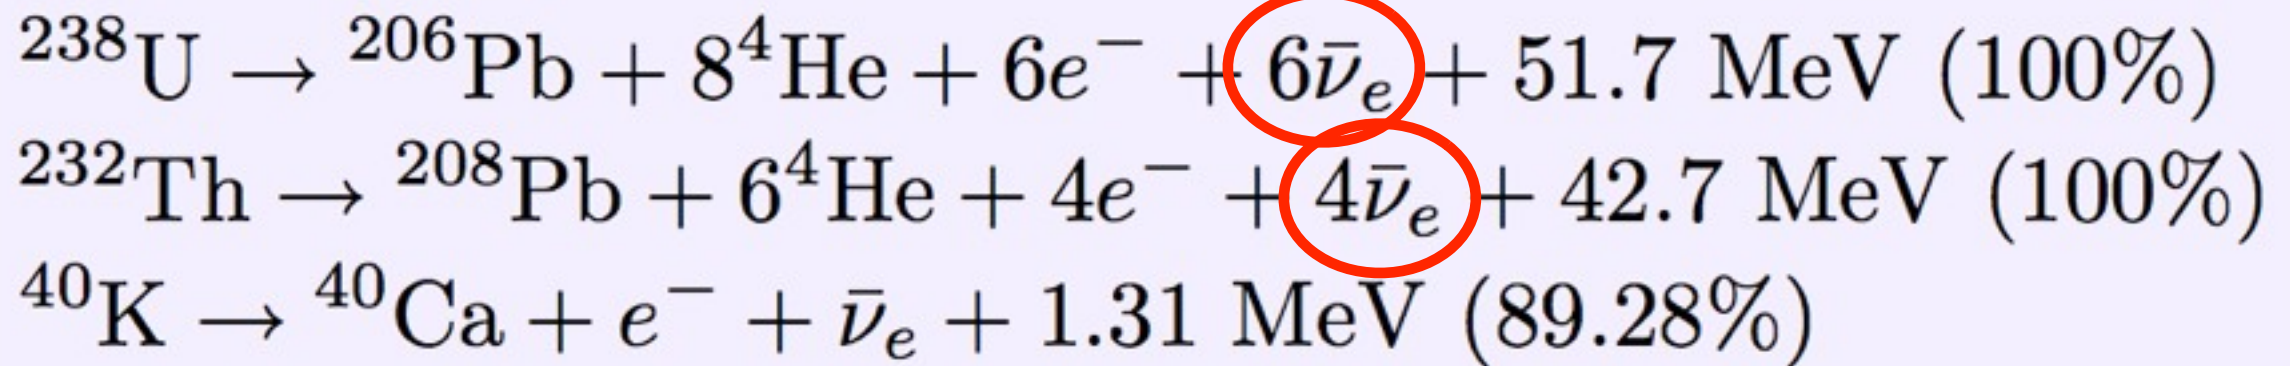 ²³⁸U → ²⁰⁶Pb + 8⁴He + 6e⁻ + 6ν̄ₑ + 51.7 MeV (100%)
²³²Th → ²⁰⁸Pb + 6⁴He + 4e⁻ + 4ν̄ₑ + 42.7 MeV (100%)
⁴⁰K → ⁴⁰Ca + e⁻ + ν̄ₑ + 1.31 MeV (89.28%)